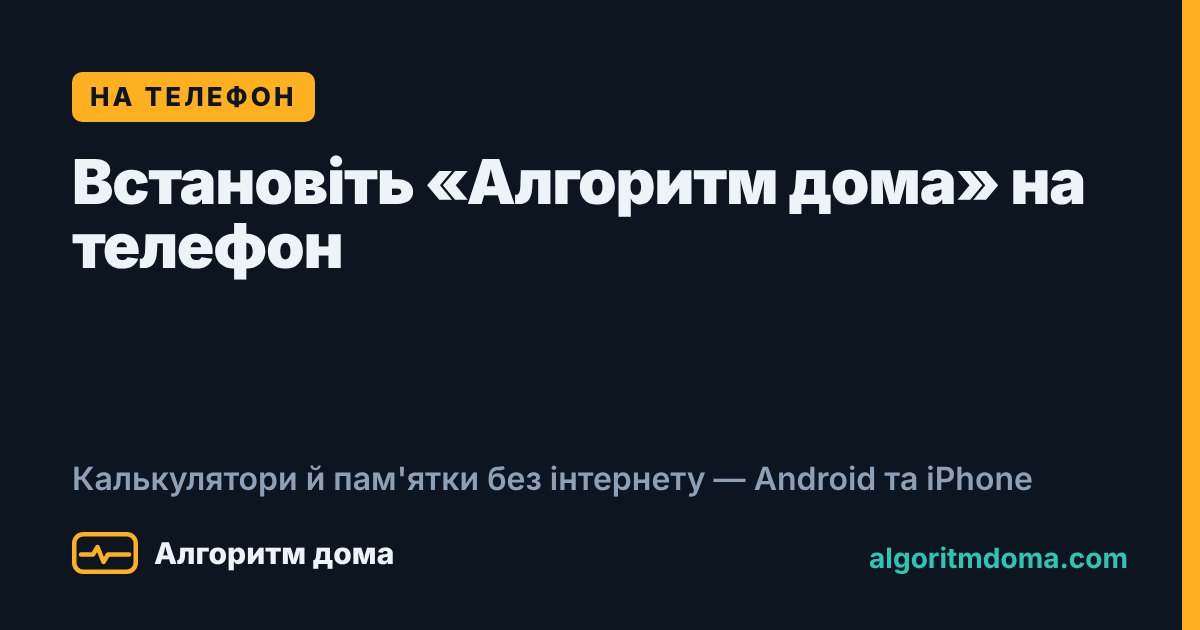 НА ТЕЛЕФОН
Встановіть «Алгоритм дома» на
телефон
Калькулятори й пам'ятки без інтернету — Android та iPhone
Алгоритм дома
algoritmdoma.com